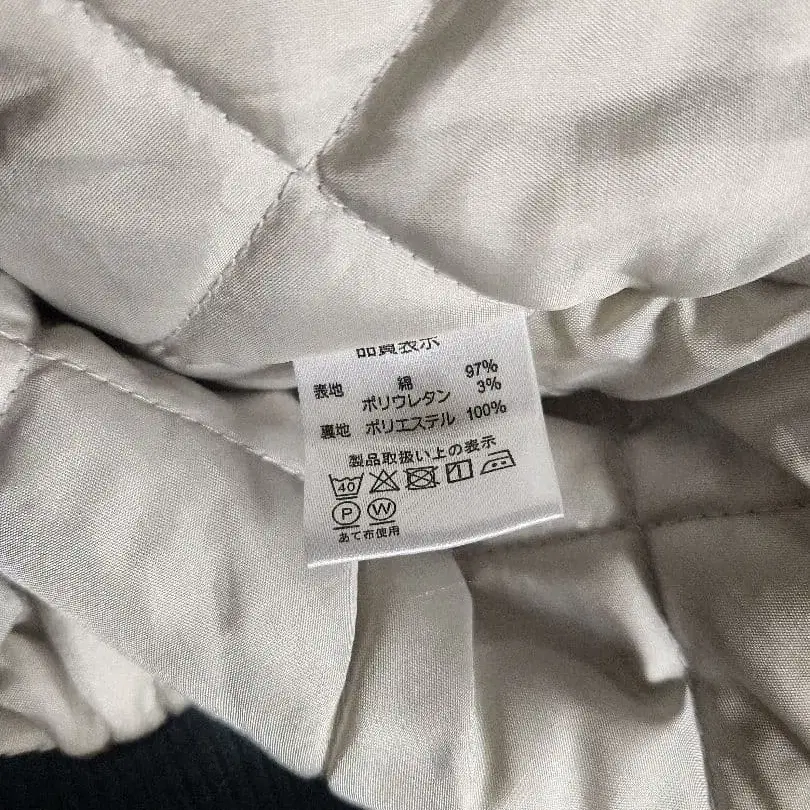 品質表示
表地 綿 97%
ポリウレタン 3%
裏地 ポリエステル 100%
製品取扱い上の表示
40
P W
あて布使用